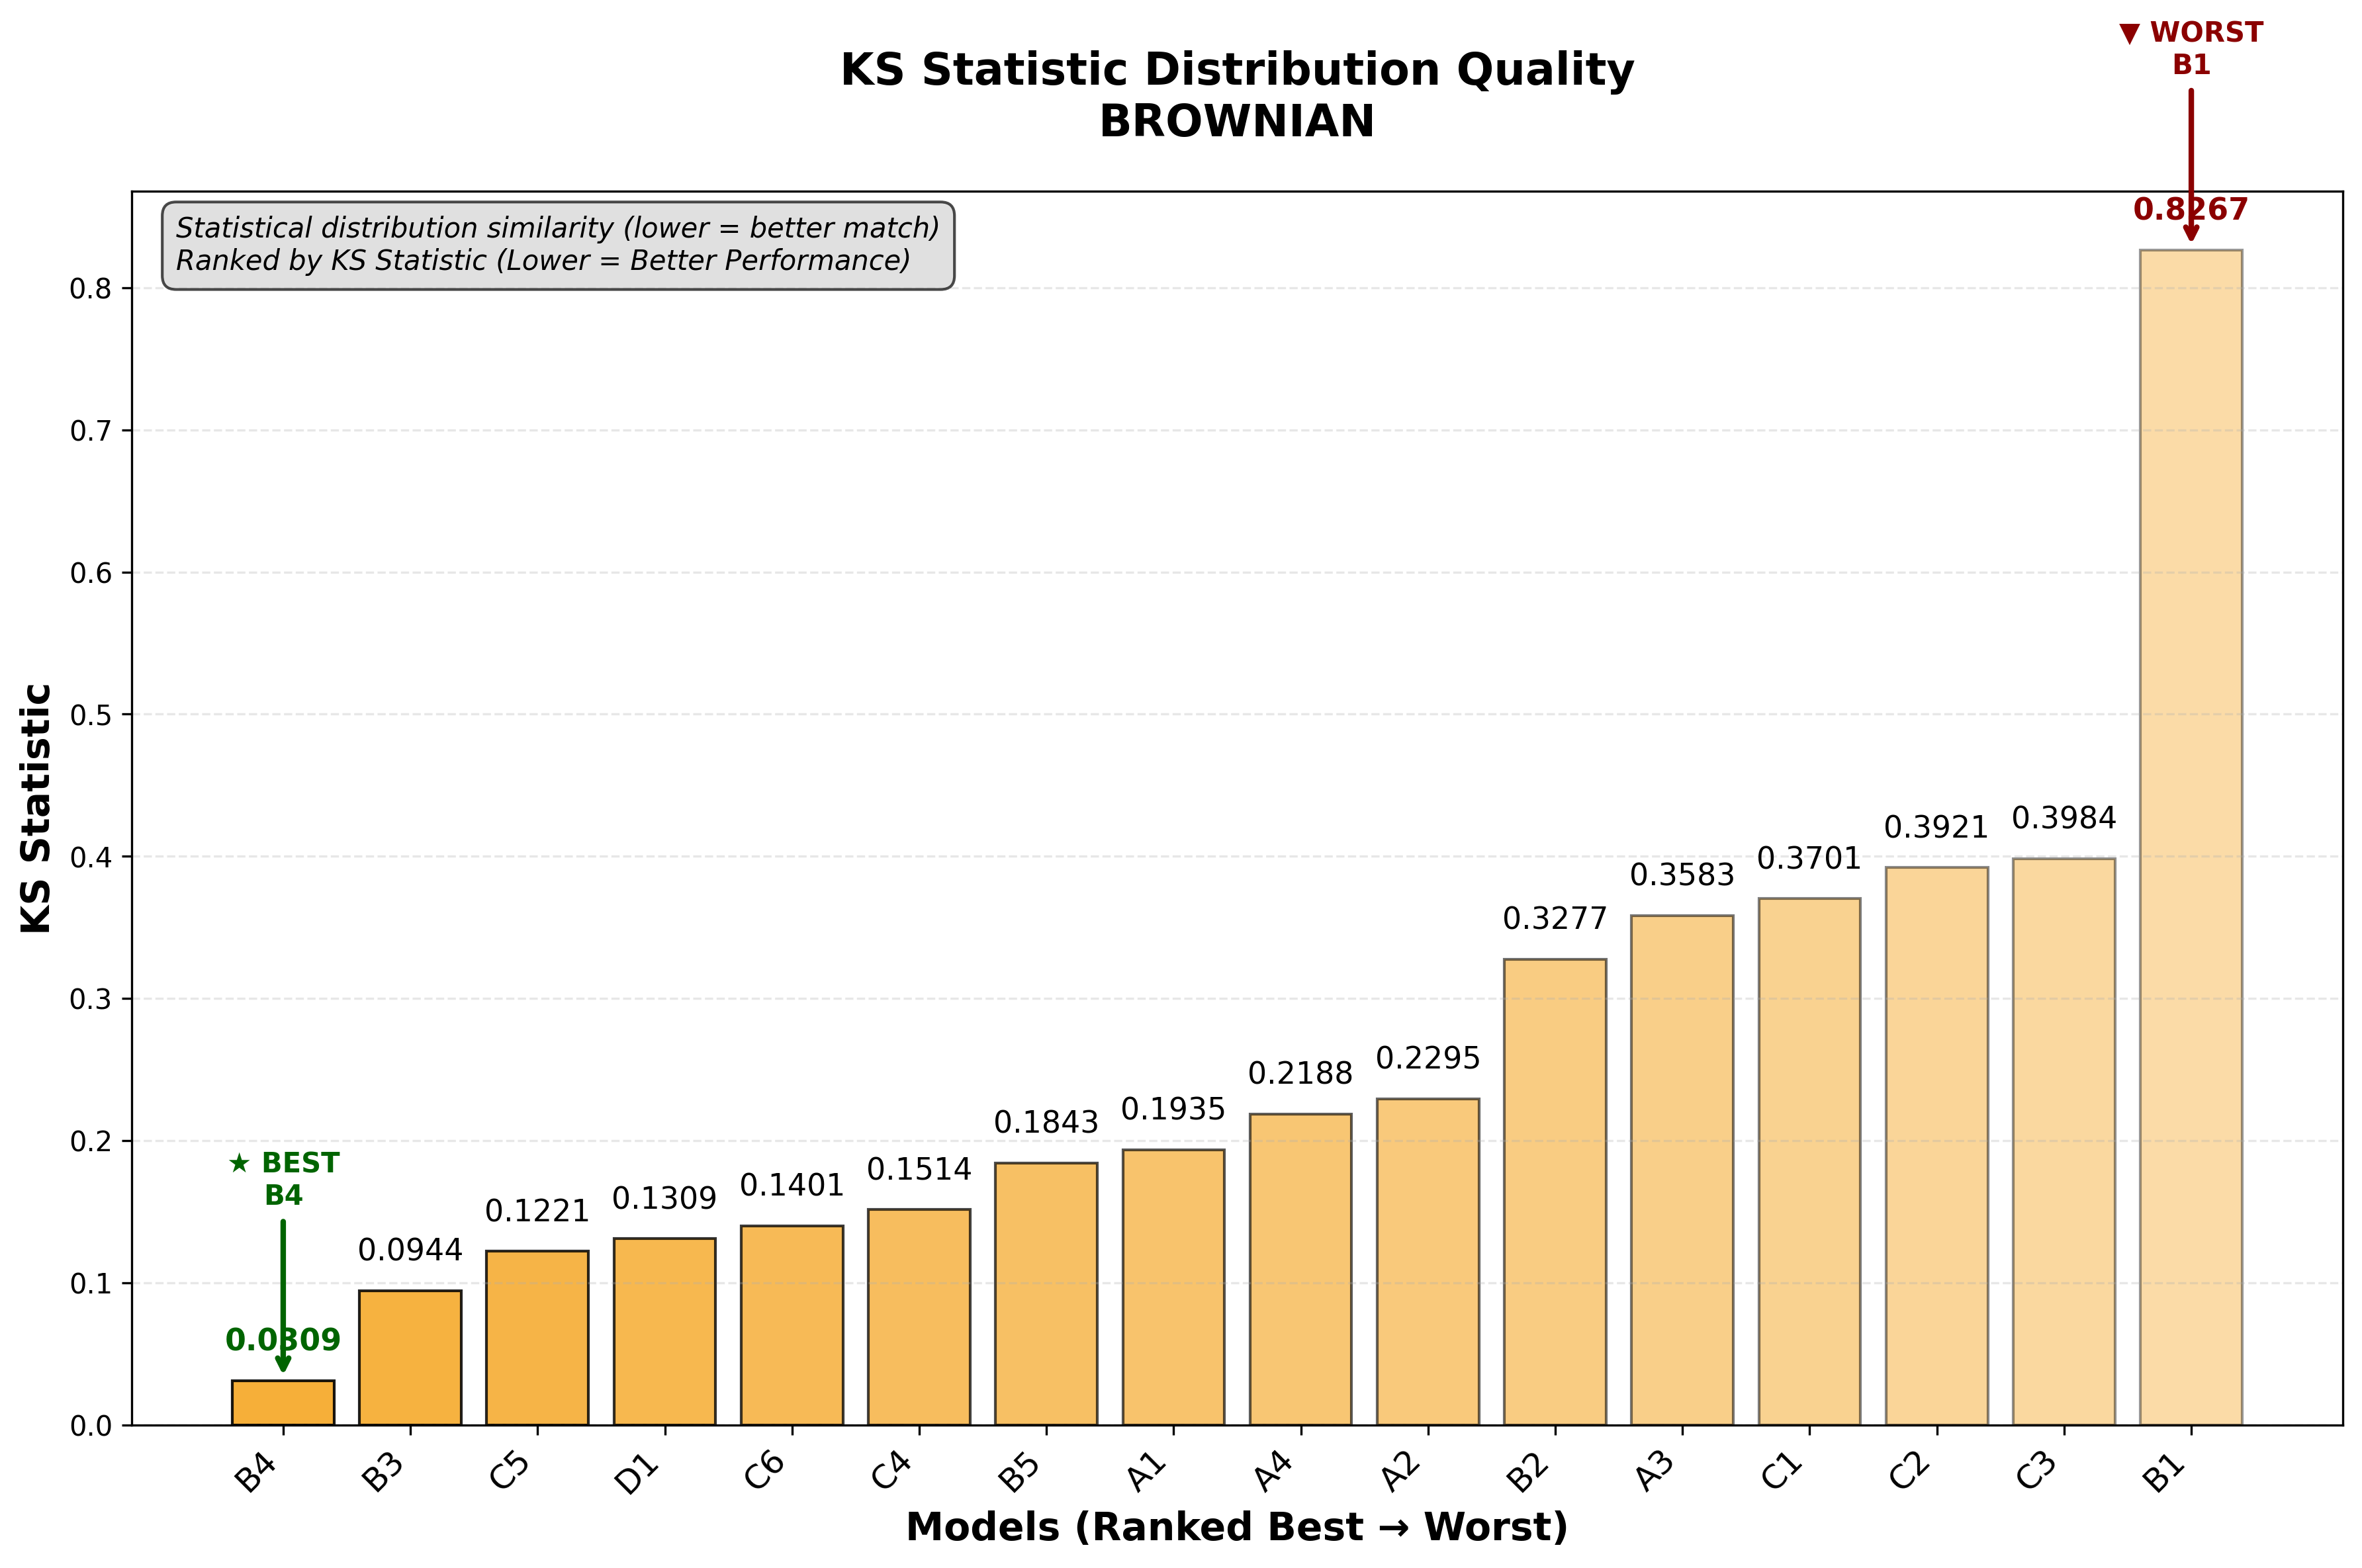 ▼ WORST
B1
KS Statistic Distribution Quality
BROWNIAN
Statistical distribution similarity (lower = better match)
Ranked by KS Statistic (Lower = Better Performance)
KS Statistic
0.8
0.7
0.6
0.5
0.4
0.3
0.2
0.1
0.0
★ BEST
B4
0.0309
0.0944
0.1221
0.1309
0.1401
0.1514
0.1843
0.1935
0.2188
0.2295
0.3277
0.3583
0.3701
0.3921
0.3984
0.8267
B4
B3
C5
D1
C6
C4
B5
A1
A4
A2
B2
A3
C1
C2
C3
B1
Models (Ranked Best → Worst)